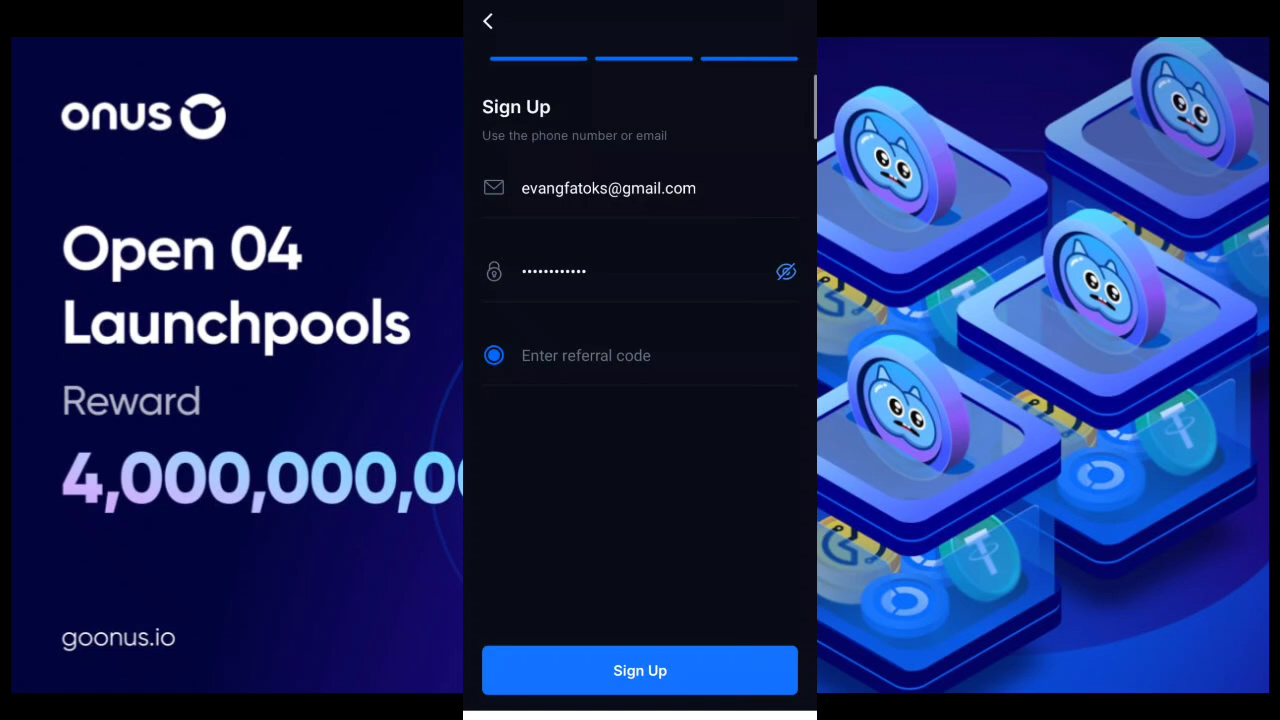 onus
Open 04
Launchpools
Reward
4,000,000,0
goonus.io
Sign Up
Use the phone number or email
evangfatoks@gmail.com
••••••••••••
Enter referral code
Sign Up